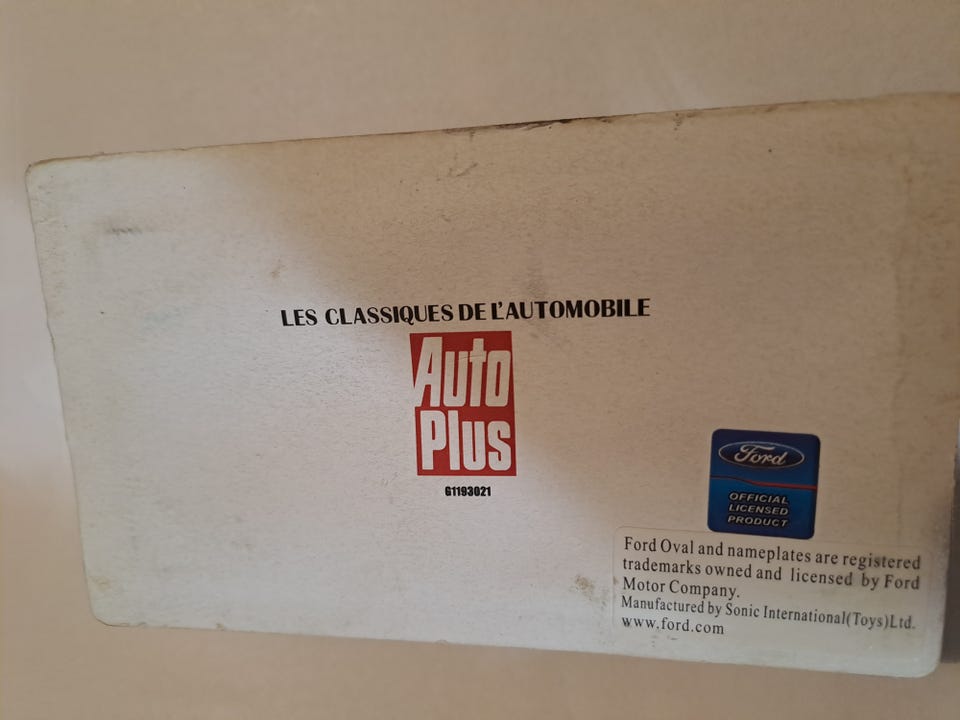 LES CLASSIQUES DE L'AUTOMOBILE
Auto
Plus
G1193021
Ford
OFFICIAL
LICENSED
PRODUCT
Ford Oval and nameplates are registered
trademarks owned and licensed by Ford
Motor Company.
Manufactured by Sonic International(Toys)Ltd.
www.ford.com